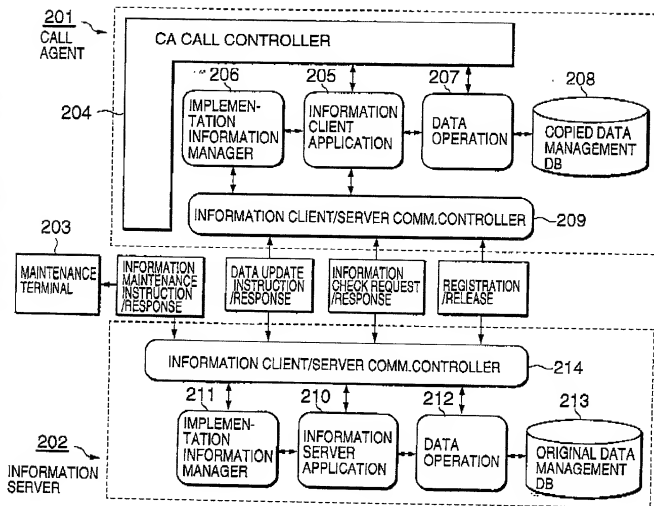 201
CALL
AGENT
CA CALL CONTROLLER
204
206
205
207
208
IMPLEMEN-
TATION
INFORMATION
MANAGER
INFORMATION
CLIENT
APPLICATION
DATA
OPERATION
COPIED DATA
MANAGEMENT
DB
INFORMATION CLIENT/SERVER COMM.CONTROLLER
209
203
MAINTENANCE
TERMINAL
INFORMATION
MAINTENANCE
INSTRUCTION
/RESPONSE
DATA UPDATE
INSTRUCTION
/RESPONSE
INFORMATION
CHECK REQUEST
/RESPONSE
REGISTRATION
/RELEASE
INFORMATION CLIENT/SERVER COMM.CONTROLLER
214
211
210
212
213
IMPLEMEN-
TATION
INFORMATION
MANAGER
INFORMATION
SERVER
APPLICATION
DATA
OPERATION
ORIGINAL DATA
MANAGEMENT
DB
202
INFORMATION
SERVER